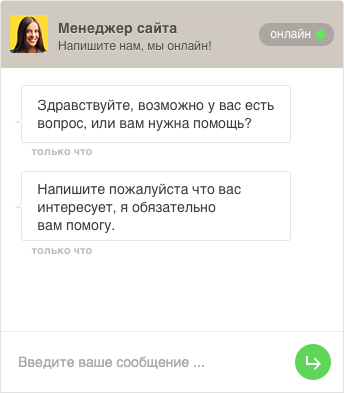 Менеджер сайта
Напишите нам, мы онлайн!
онлайн
Здравствуйте, возможно у вас есть
вопрос, или вам нужна помощь?
только что
Напишите пожалуйста что вас
интересует, я обязательно
вам помогу.
только что
Введите ваше сообщение ...